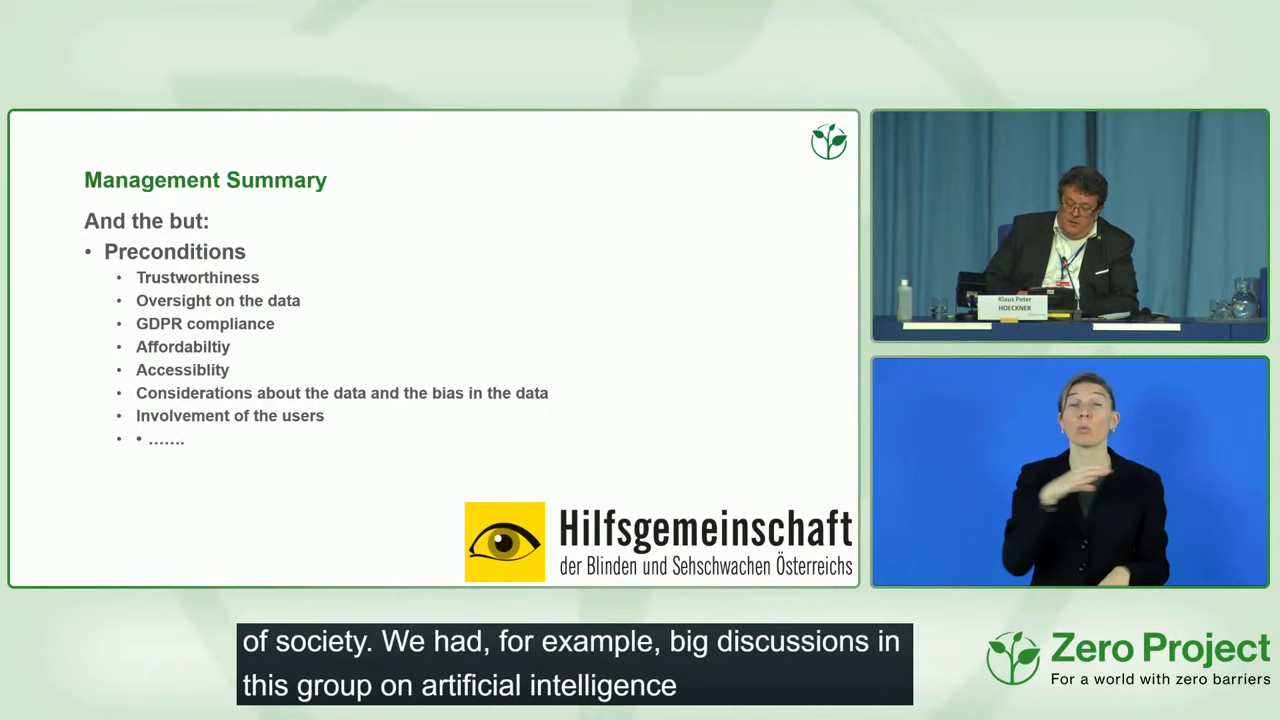 Management Summary
And the but:
• Preconditions
• Trustworthiness
• Oversight on the data
• GDPR compliance
• Affordabiltiy
• Accessiblity
• Considerations about the data and the bias in the data
• Involvement of the users
• • .......
Hilfsgemeinschaft
der Blinden und Sehschwachen Österreichs
Klaus Peter
HOECKNER
of society. We had, for example, big discussions in
this group on artificial intelligence
Zero Project
For a world with zero barriers